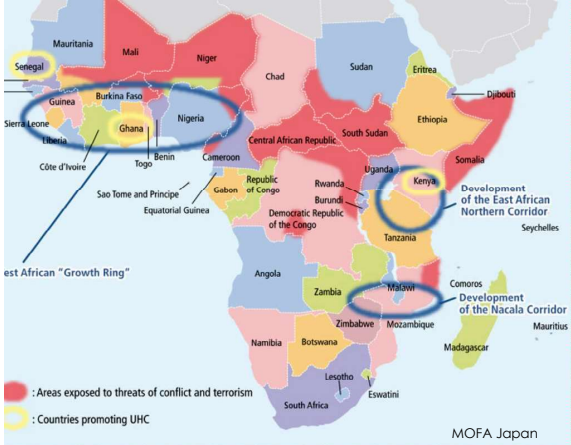 Mauritania
Mali
Niger
Senegal
Chad
Sudan
Eritrea
Djibouti
Guinea
Burkina Faso
Nigeria
Ethiopia
Sierra Leone
Ghana
Liberia
Benin
Togo
Côte d'Ivoire
Central African Republic
South Sudan
Somalia
Cameroon
Uganda
Kenya
Development
of the East African
Northern Corridor
Sao Tome and Principe
Equatorial Guinea
Gabon
Republic
of Congo
Rwanda
Burundi
Democratic Republic
of the Congo
Tanzania
Seychelles
est African "Growth Ring"
Angola
Zambia
Malawi
Comoros
Development
of the Nacala Corridor
Zimbabwe
Mozambique
Mauritius
Namibia
Botswana
Madagascar
Lesotho
Eswatini
South Africa
: Areas exposed to threats of conflict and terrorism
: Countries promoting UHC
MOFA Japan